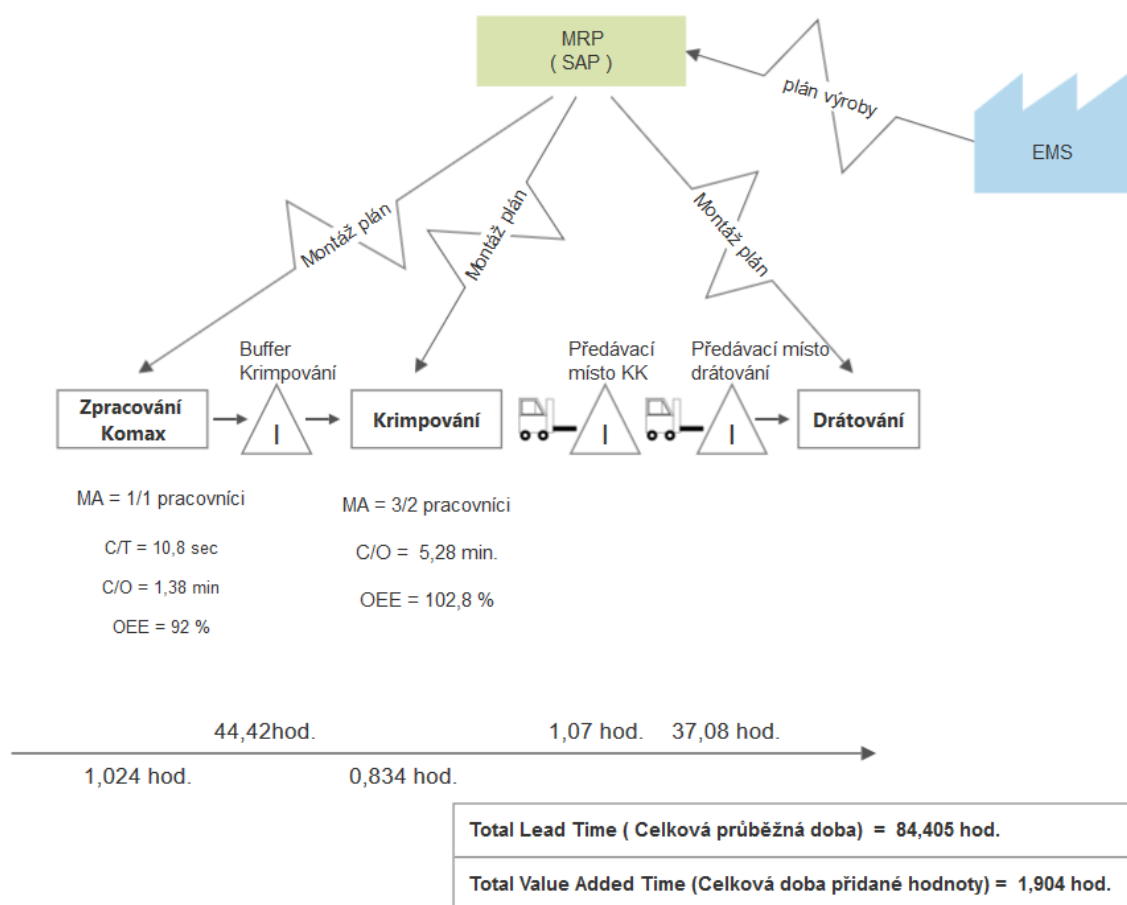 MRP
( SAP )
plán výroby
EMS
Montáž plán
Montáž plán
Montáž plán
Buffer
Krimpování
Předávací
místo KK
Předávací místo
drátování
Zpracování
Komax
I
Krimpování
I
I
Drátování
MA = 1/1 pracovníci
C/T = 10,8 sec
C/O = 1,38 min
OEE = 92 %
MA = 3/2 pracovníci
C/O =  5,28 min.
OEE = 102,8 %
44,42hod.
1,07 hod.
37,08 hod.
1,024 hod.
0,834 hod.
Total Lead Time ( Celková průběžná doba)  =  84,405 hod.
Total Value Added Time (Celková doba přidané hodnoty) =  1,904 hod.